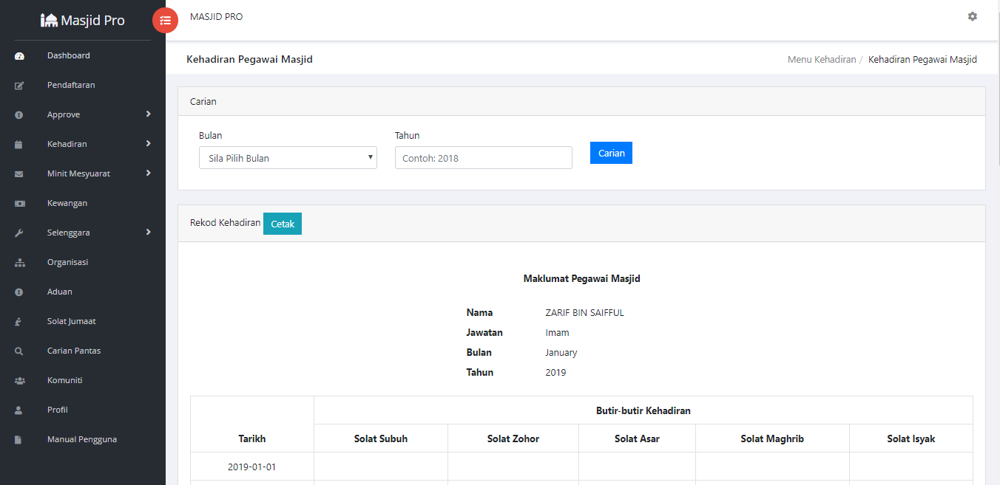 Masjid Pro
MASJID PRO
Dashboard
Pendaftaran
Approve
Kehadiran
Minit Mesyuarat
Kewangan
Selenggara
Organisasi
Aduan
Solat Jumaat
Carian Pantas
Komuniti
Profil
Manual Pengguna
Kehadiran Pegawai Masjid
Menu Kehadiran / Kehadiran Pegawai Masjid
Carian
Bulan Tahun
Sila Pilih Bulan Contoh: 2018 Carian
Rekod Kehadiran Cetak
Maklumat Pegawai Masjid
Nama ZARIF BIN SAIFFUL
Jawatan Imam
Bulan January
Tahun 2019
Butir-butir Kehadiran
Tarikh Solat Subuh Solat Zohor Solat Asar Solat Maghrib Solat Isyak
2019-01-01